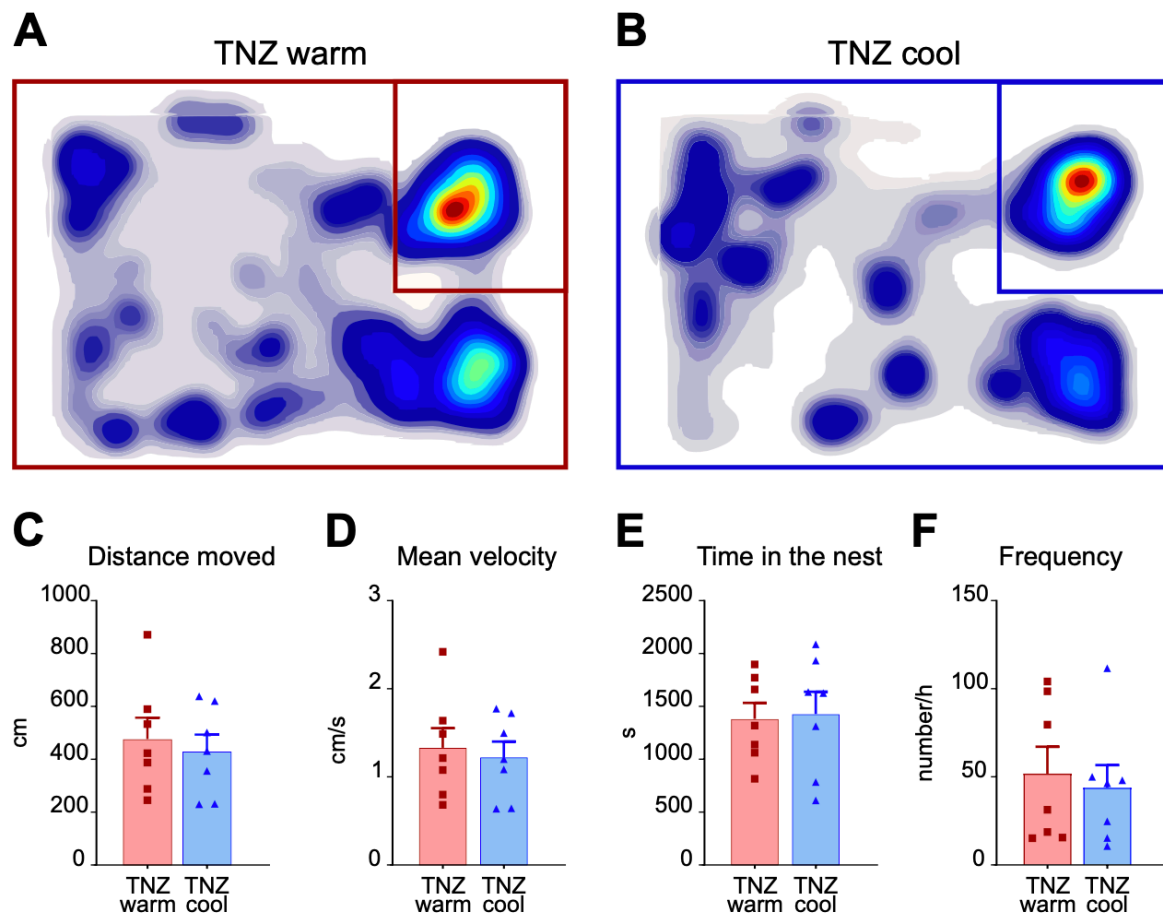 A
TNZ warm
B
TNZ cool
C
Distance moved
1000
800
600
400
200
0
cm
TNZ warm
TNZ cool
D
Mean velocity
3
2
1
0
cm/s
TNZ warm
TNZ cool
E
Time in the nest
2500
2000
1500
1000
500
0
s
TNZ warm
TNZ cool
F
Frequency
150
100
50
0
number/h
TNZ warm
TNZ cool